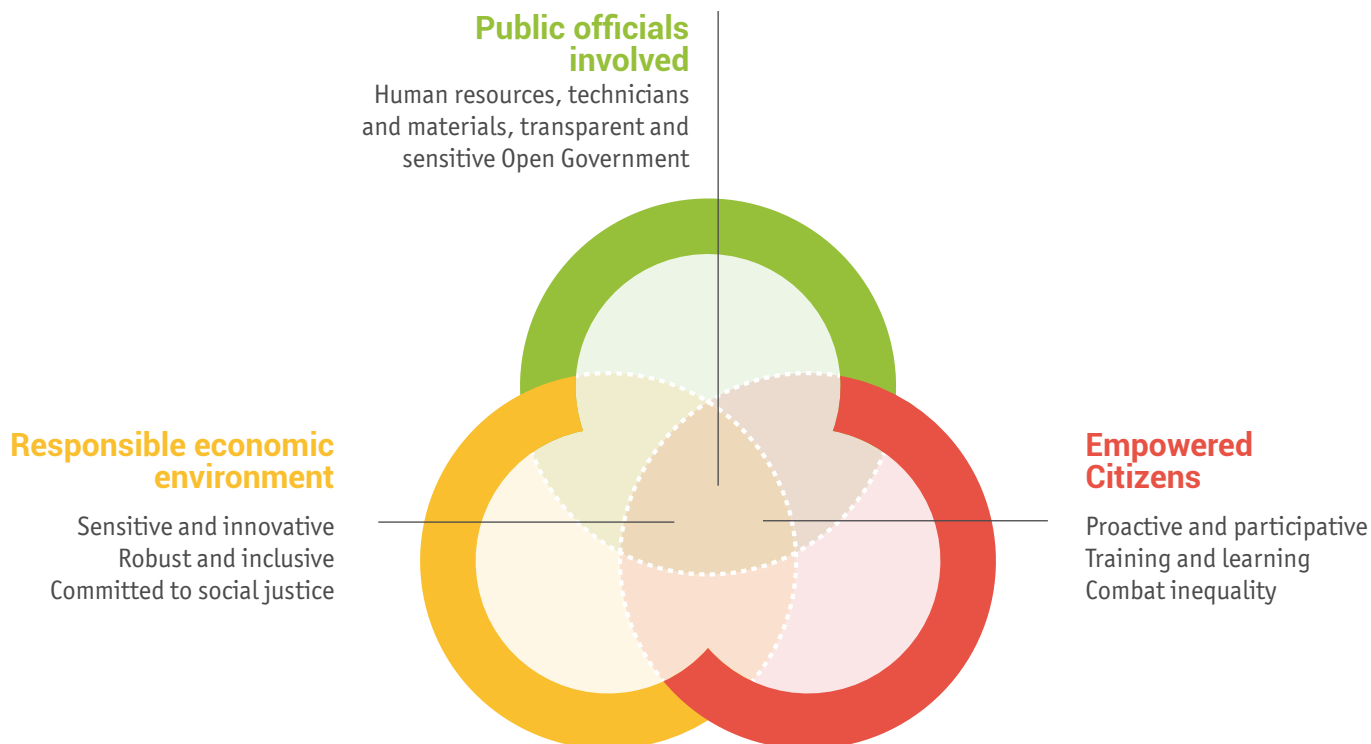 Public officials
involved
Human resources, technicians
and materials, transparent and
sensitive Open Government
Responsible economic
environment
Sensitive and innovative
Robust and inclusive
Committed to social justice
Empowered
Citizens
Proactive and participative
Training and learning
Combat inequality